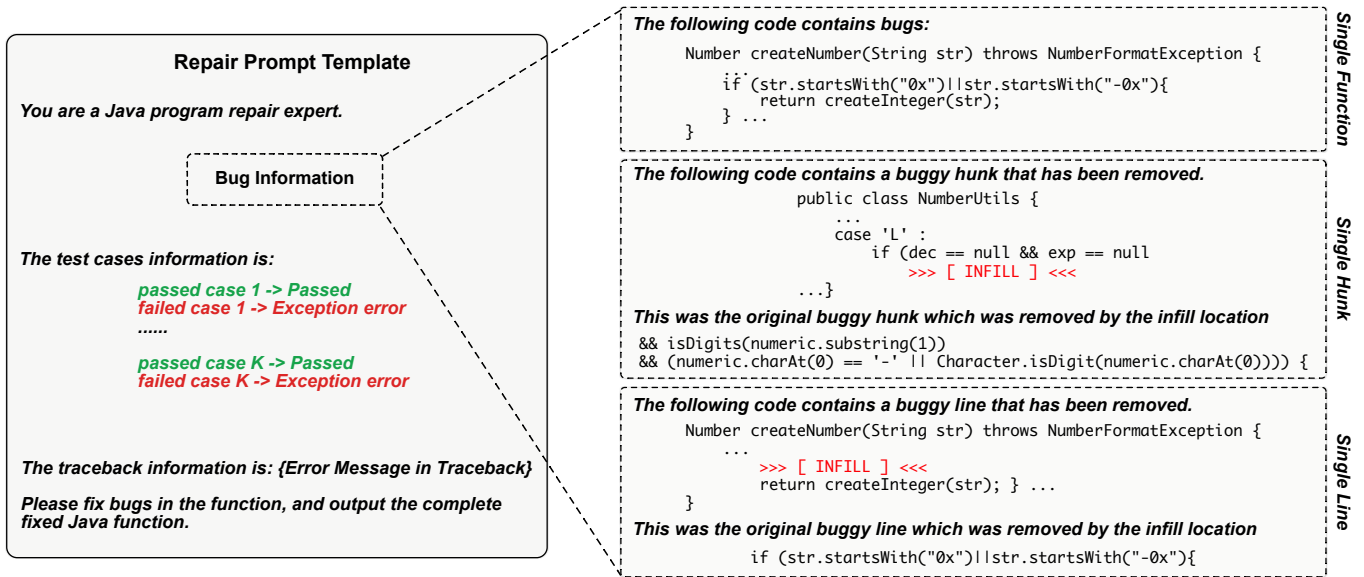 Repair Prompt Template
You are a Java program repair expert.
Bug Information
The test cases information is:
passed case 1 -> Passed
failed case 1 -> Exception error
......
passed case K -> Passed
failed case K -> Exception error
The traceback information is: {Error Message in Traceback}
Please fix bugs in the function, and output the complete
fixed Java function.
The following code contains bugs:
Number createNumber(String str) throws NumberFormatException {
...
if (str.startsWith("0x")||str.startsWith("-0x"){
return createInteger(str);
} ...
}
Single Function
The following code contains a buggy hunk that has been removed.
public class NumberUtils {
...
case 'L' :
if (dec == null && exp == null
>>> [ INFILL ] <<<
...}
This was the original buggy hunk which was removed by the infill location
&& isDigits(numeric.substring(1))
&& (numeric.charAt(0) == '-' || Character.isDigit(numeric.charAt(0)))) {
Single Hunk
The following code contains a buggy line that has been removed.
Number createNumber(String str) throws NumberFormatException {
...
>>> [ INFILL ] <<<
return createInteger(str); } ...
}
This was the original buggy line which was removed by the infill location
if (str.startsWith("0x")||str.startsWith("-0x"){
Single Line